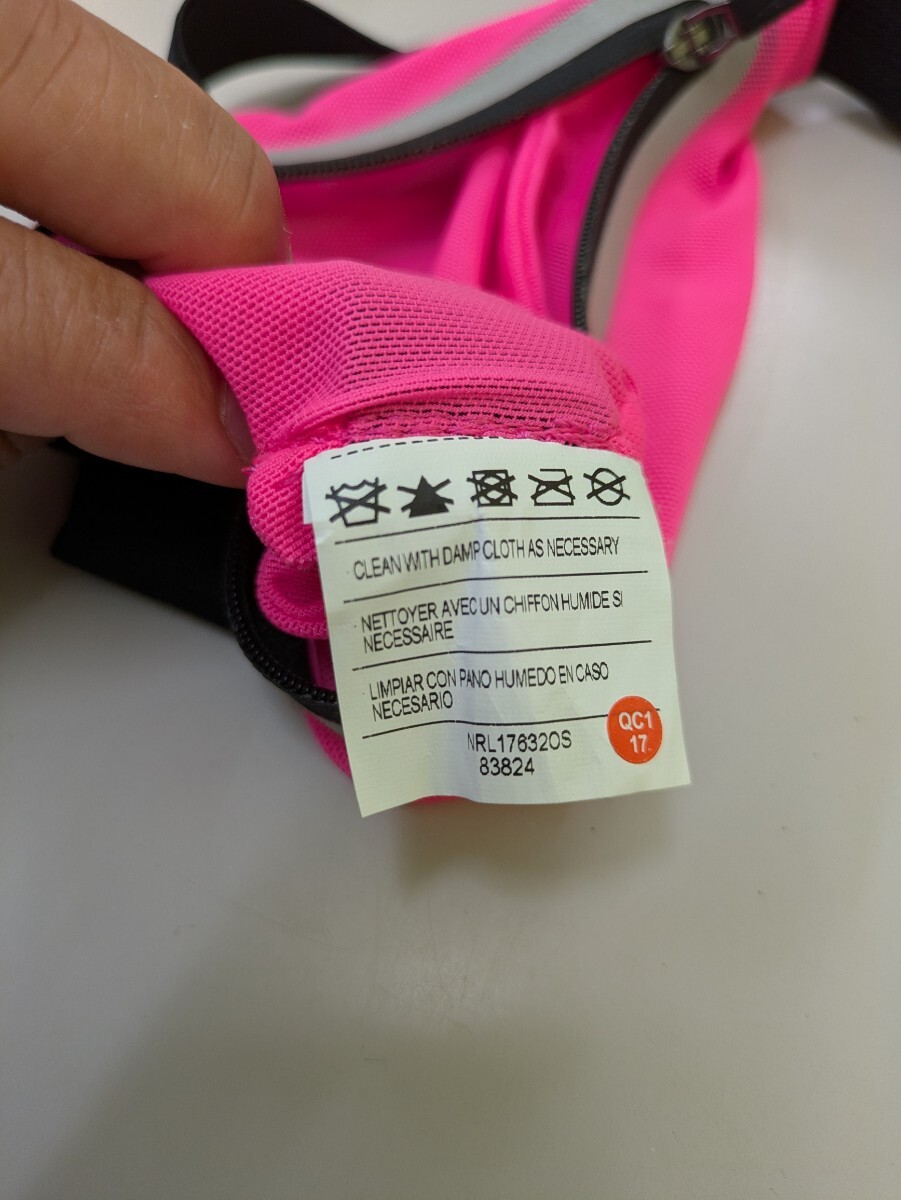 CLEAN WITH DAMP CLOTH AS NECESSARY
NETTOYER AVEC UN CHIFFON HUMIDE SI
NECESSAIRE
LIMPIAR CON PANO HUMEDO EN CASO
NECESARIO
NRL17632OS
83824
QC1
17.